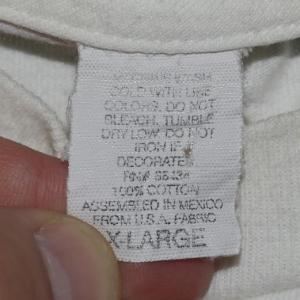 MACHINE WASH
COLD WITH LIKE
COLORS, DO NOT
BLEACH, TUMBLE
DRY LOW. DO NOT
IRON IF
DECORATED
RN#
100% COTTON
ASSEMBLED IN MEXICO
FROM U.S.A. FABRIC
X-LARGE